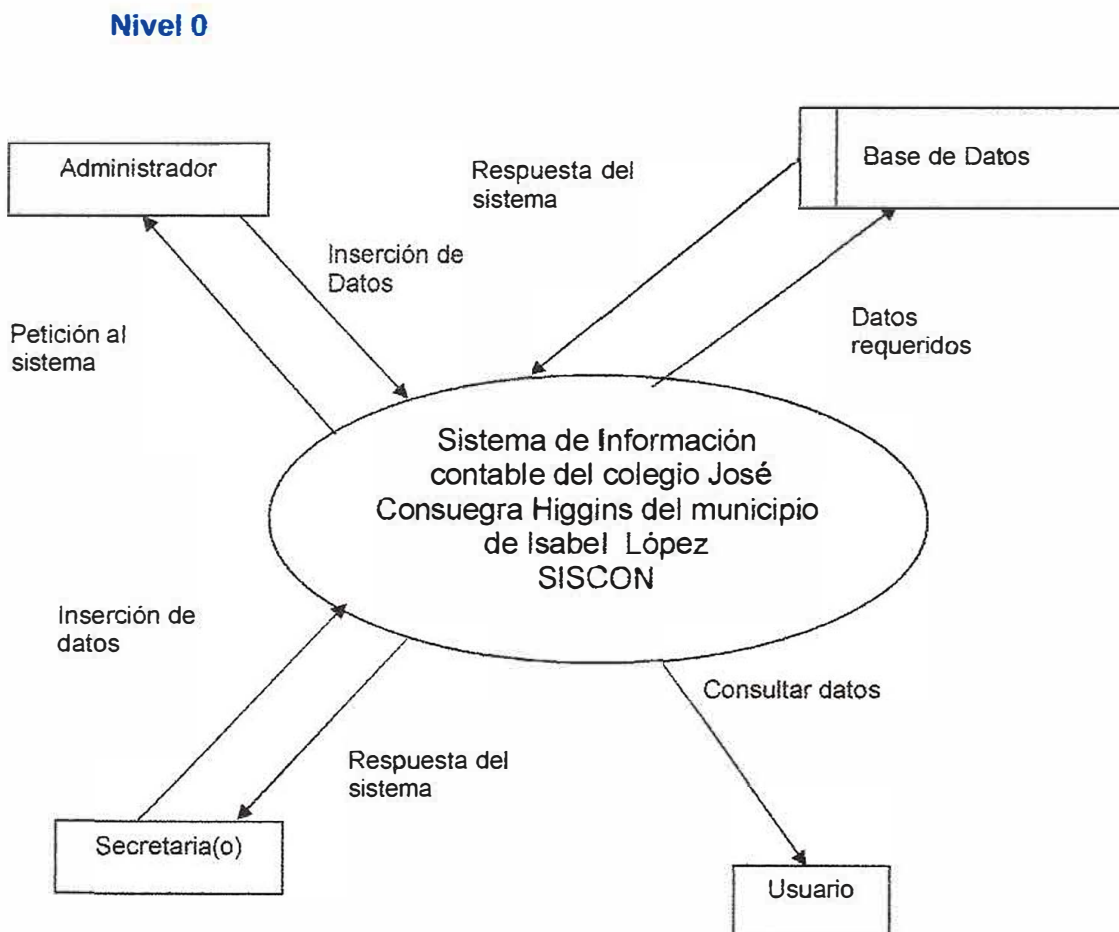 Nivel 0
Administrador
Base de Datos
Respuesta del
sistema
Inserción de
Datos
Petición al
sistema
Datos
requeridos
Sistema de Información
contable del colegio José
Consuegra Higgins del municipio
de Isabel López
SISCON
Inserción de
datos
Consultar datos
Respuesta del
sistema
Secretaria(o)
Usuario